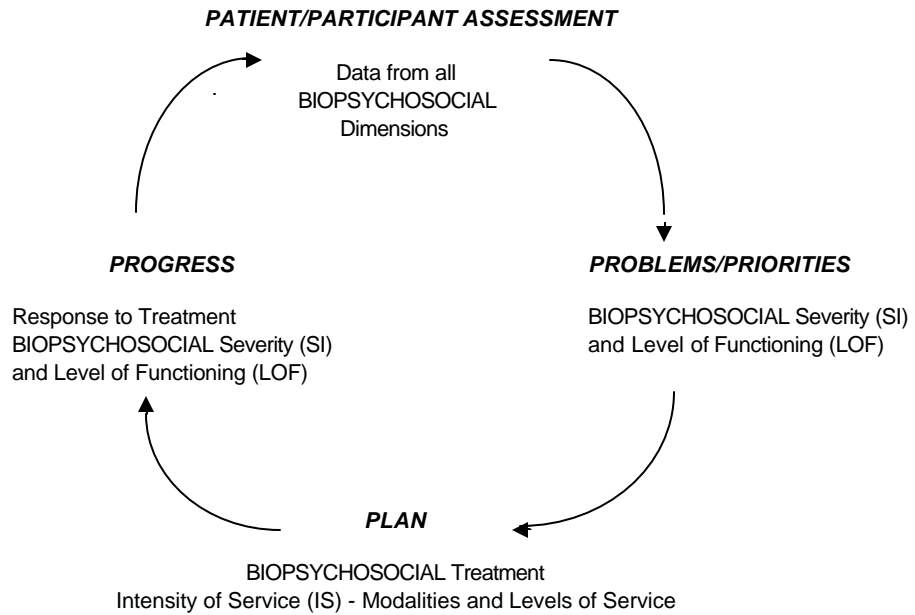 PATIENT/PARTICIPANT ASSESSMENT
Data from all
BIOPSYCHOSOCIAL
Dimensions
PROBLEMS/PRIORITIES
BIOPSYCHOSOCIAL Severity (SI)
and Level of Functioning (LOF)
PLAN
BIOPSYCHOSOCIAL Treatment
Intensity of Service (IS) - Modalities and Levels of Service
PROGRESS
Response to Treatment
BIOPSYCHOSOCIAL Severity (SI)
and Level of Functioning (LOF)